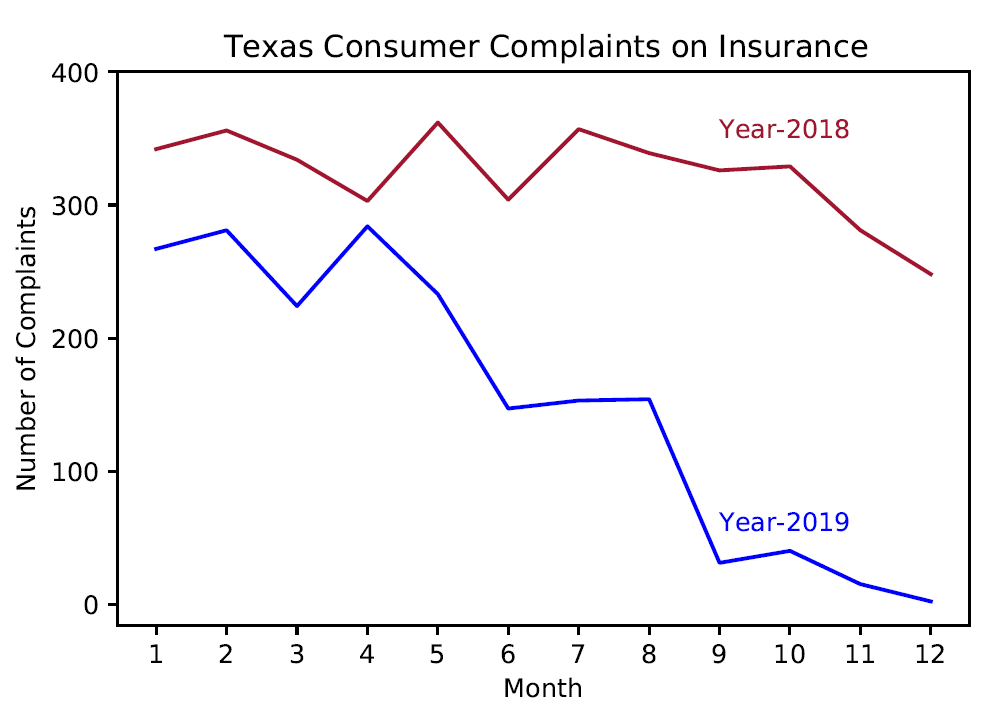 Texas Consumer Complaints on Insurance
400
300
200
100
0
Number of Complaints
Year-2018
Year-2019
1 2 3 4 5 6 7 8 9 10 11 12
Month